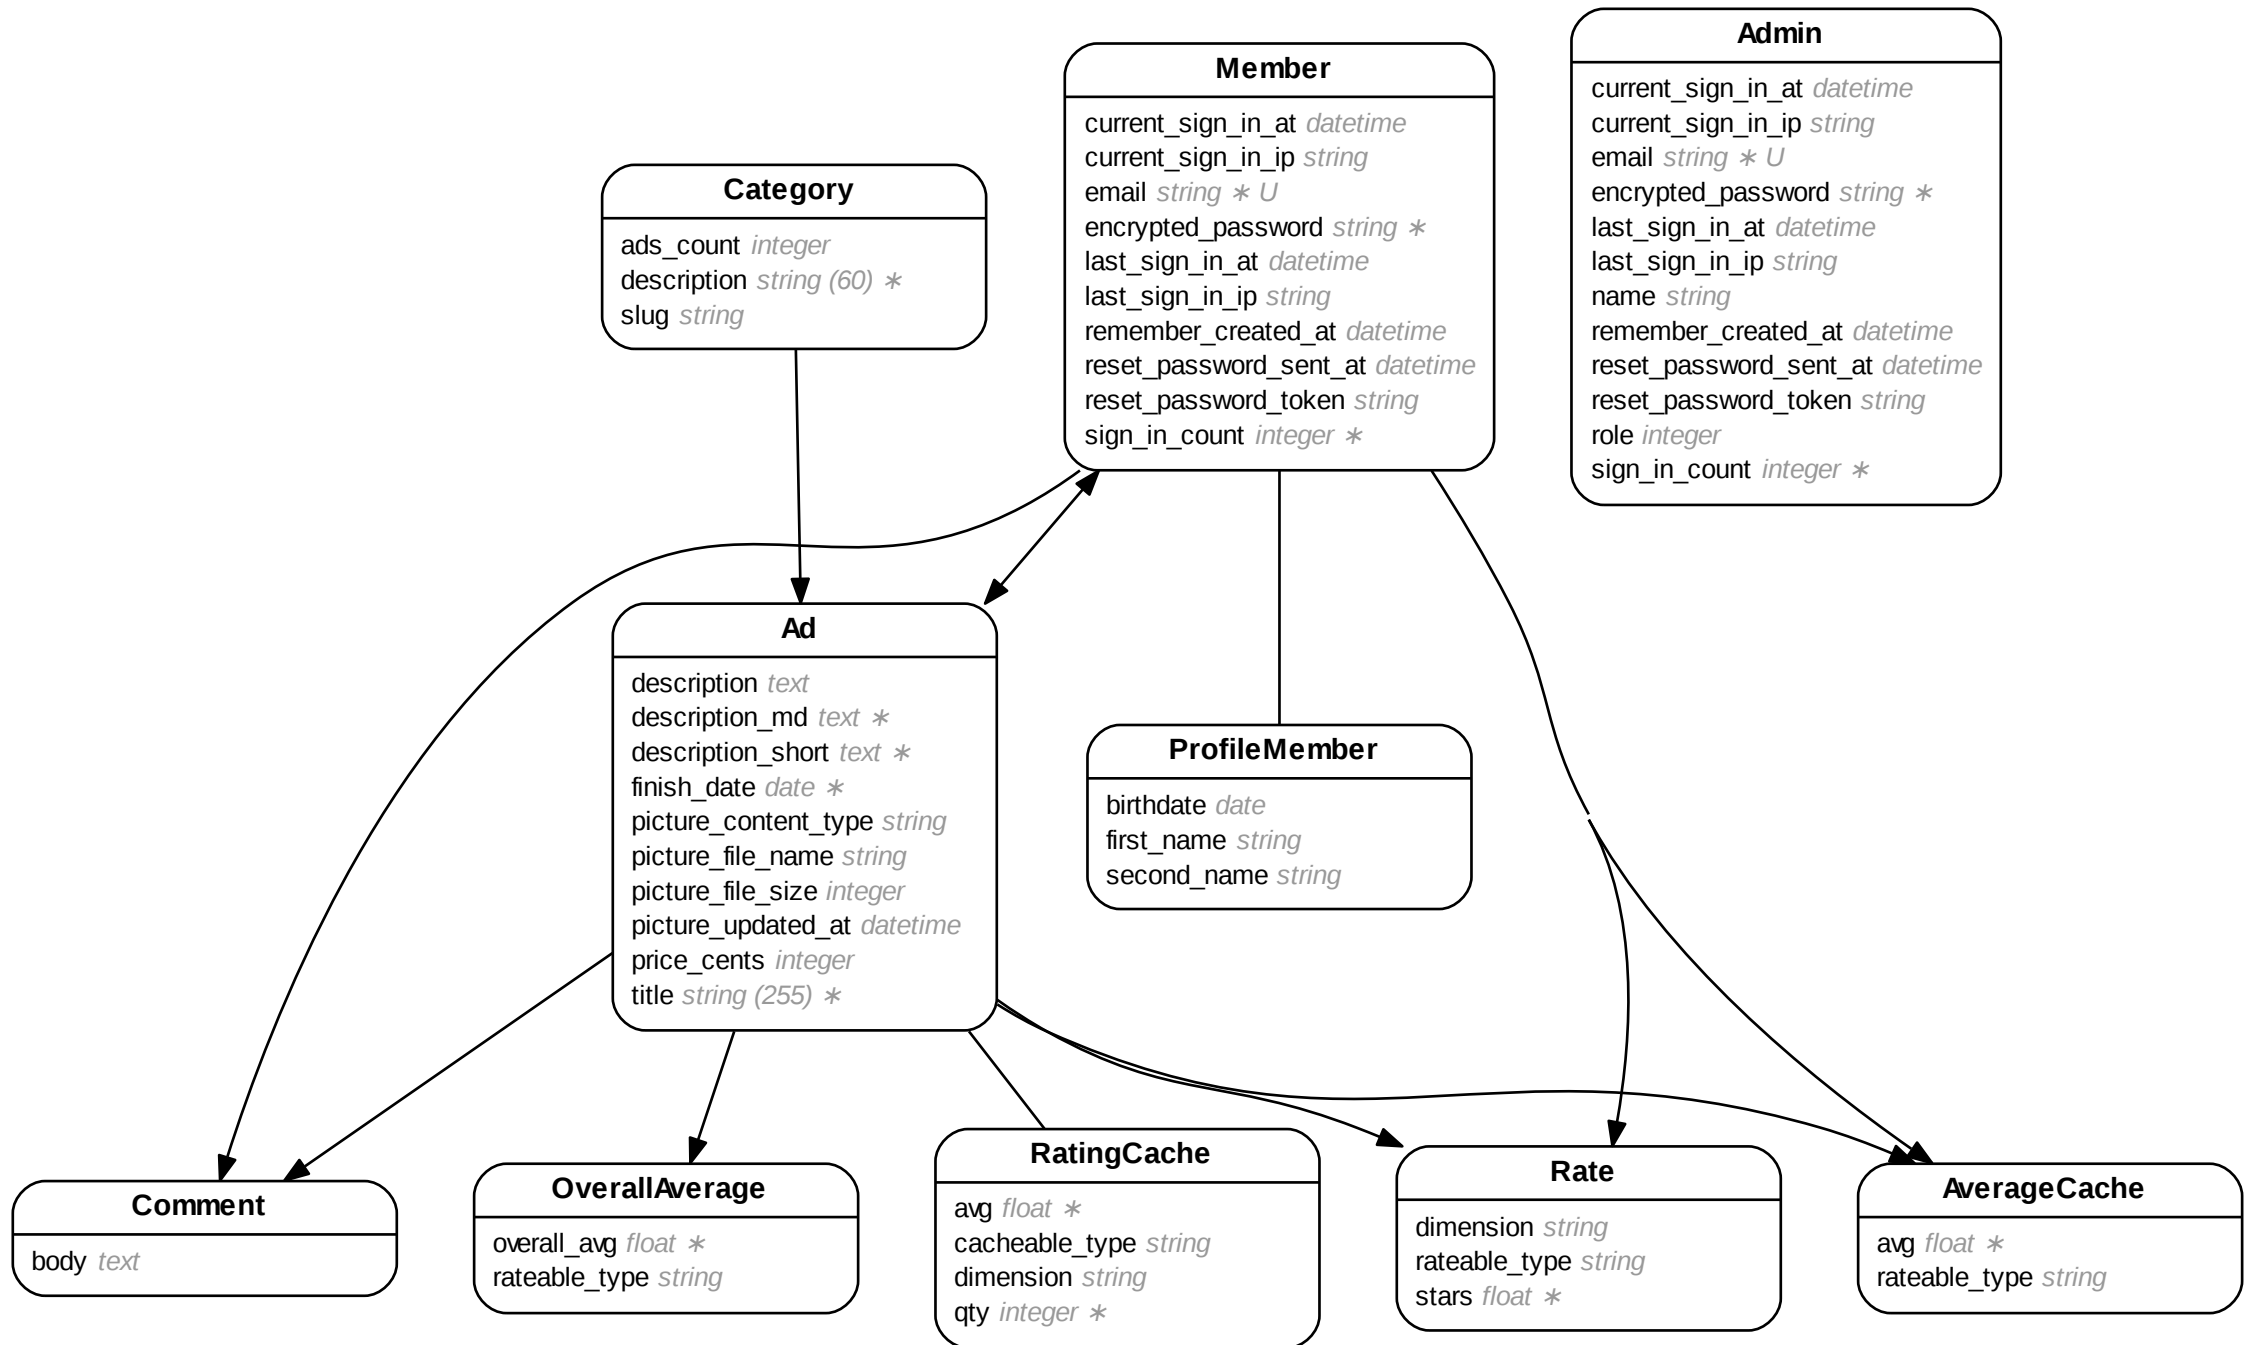 Admin
current_sign_in_at datetime
current_sign_in_ip string
email string ∗ U
encrypted_password string ∗
last_sign_in_at datetime
last_sign_in_ip string
name string
remember_created_at datetime
reset_password_sent_at datetime
reset_password_token string
role integer
sign_in_count integer ∗
Member
current_sign_in_at datetime
current_sign_in_ip string
email string ∗ U
encrypted_password string ∗
last_sign_in_at datetime
last_sign_in_ip string
remember_created_at datetime
reset_password_sent_at datetime
reset_password_token string
sign_in_count integer ∗
Category
ads_count integer
description string (60) ∗
slug string
Ad
description text
description_md text ∗
description_short text ∗
finish_date date ∗
picture_content_type string
picture_file_name string
picture_file_size integer
picture_updated_at datetime
price_cents integer
title string (255) ∗
ProfileMember
birthdate date
first_name string
second_name string
Comment
body text
OverallAverage
overall_avg float ∗
rateable_type string
RatingCache
avg float ∗
cacheable_type string
dimension string
qty integer ∗
Rate
dimension string
rateable_type string
stars float ∗
AverageCache
avg float ∗
rateable_type string